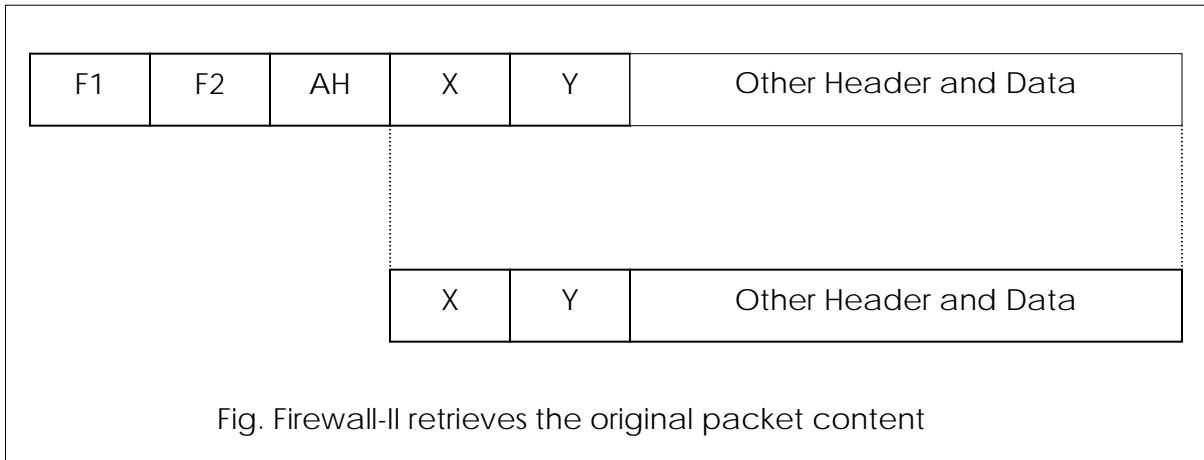 F1 F2 AH X Y Other Header and Data
X Y Other Header and Data
Fig. Firewall-II retrieves the original packet content